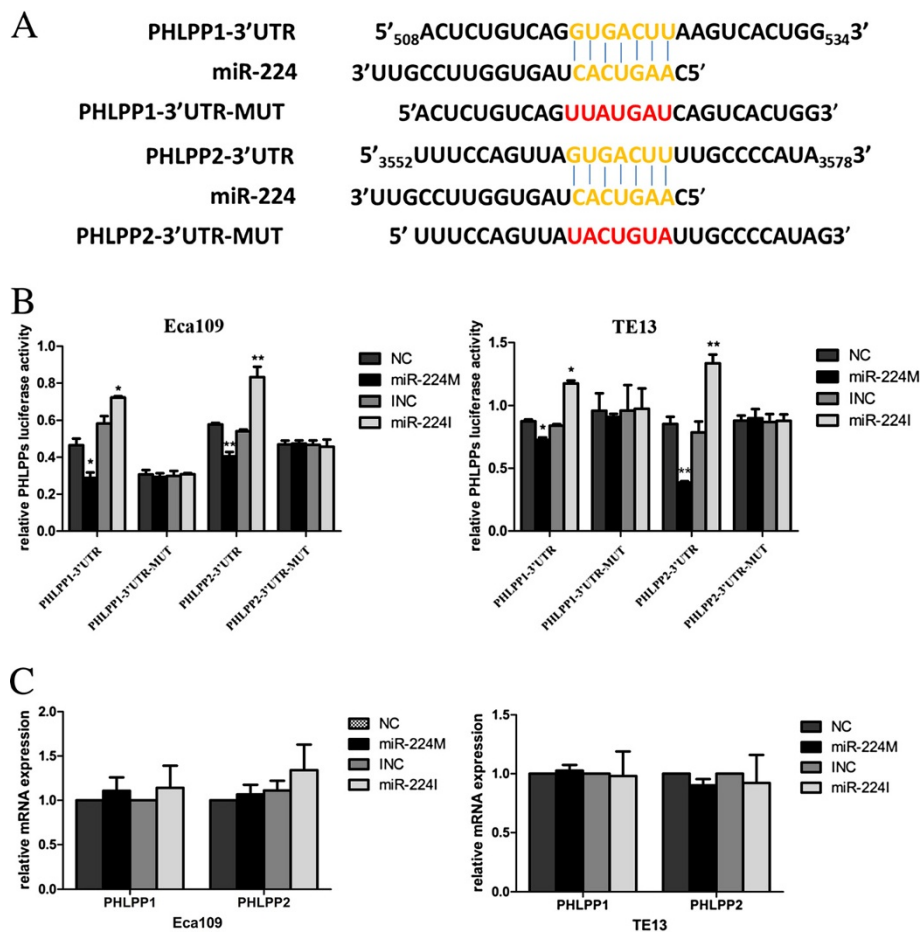 A
PHLPP1-3'UTR 5'508ACUCUGUCAGGUGACUUAAGUCACUGG5343'
miR-224 3'UUGCCUUGGUGAUCACUGAAC5'
PHLPP1-3'UTR-MUT 5'ACUCUGUCAGUUAUGAUCAGUCACUGG3'
PHLPP2-3'UTR 5'3552UUUCCAGUUAGUGACUUUUGCCCCAUA35783'
miR-224 3'UUGCCUUGGUGAUCACUGAAC5'
PHLPP2-3'UTR-MUT 5' UUUCCAGUUAUACUGUAUUGCCCCAUAG3'
B
Eca109
relative PHLPPs luciferase activity
1.0
0.8
0.6
0.4
0.2
0.0
*
*
**
**
NC
miR-224M
INC
miR-224I
PHLPP1-3'UTR
PHLPP1-3'UTR-MUT
PHLPP2-3'UTR
PHLPP2-3'UTR-MUT
TE13
relative PHLPPs luciferase activity
1.5
1.0
0.5
0.0
*
*
**
**
NC
miR-224M
INC
miR-224I
PHLPP1-3'UTR
PHLPP1-3'UTR-MUT
PHLPP2-3'UTR
PHLPP2-3'UTR-MUT
C
relative mRNA expression
2.0
1.5
1.0
0.5
0.0
NC
miR-224M
INC
miR-224I
PHLPP1 PHLPP2
Eca109
relative mRNA expression
1.5
1.0
0.5
0.0
NC
miR-224M
INC
miR-224I
PHLPP1 PHLPP2
TE13